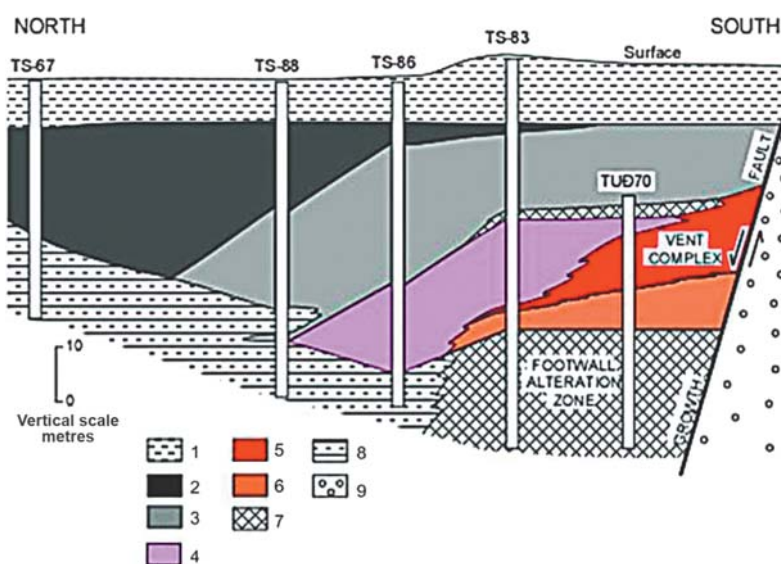 NORTH
SOUTH
TS-67
TS-88
TS-86
TS-83
Surface
TUĐ70
FAULT
VENT
COMPLEX
FOOTWALL
ALTERATION
ZONE
GROWTH
10
0
Vertical scale
metres
1
2
3
4
5
6
7
8
9